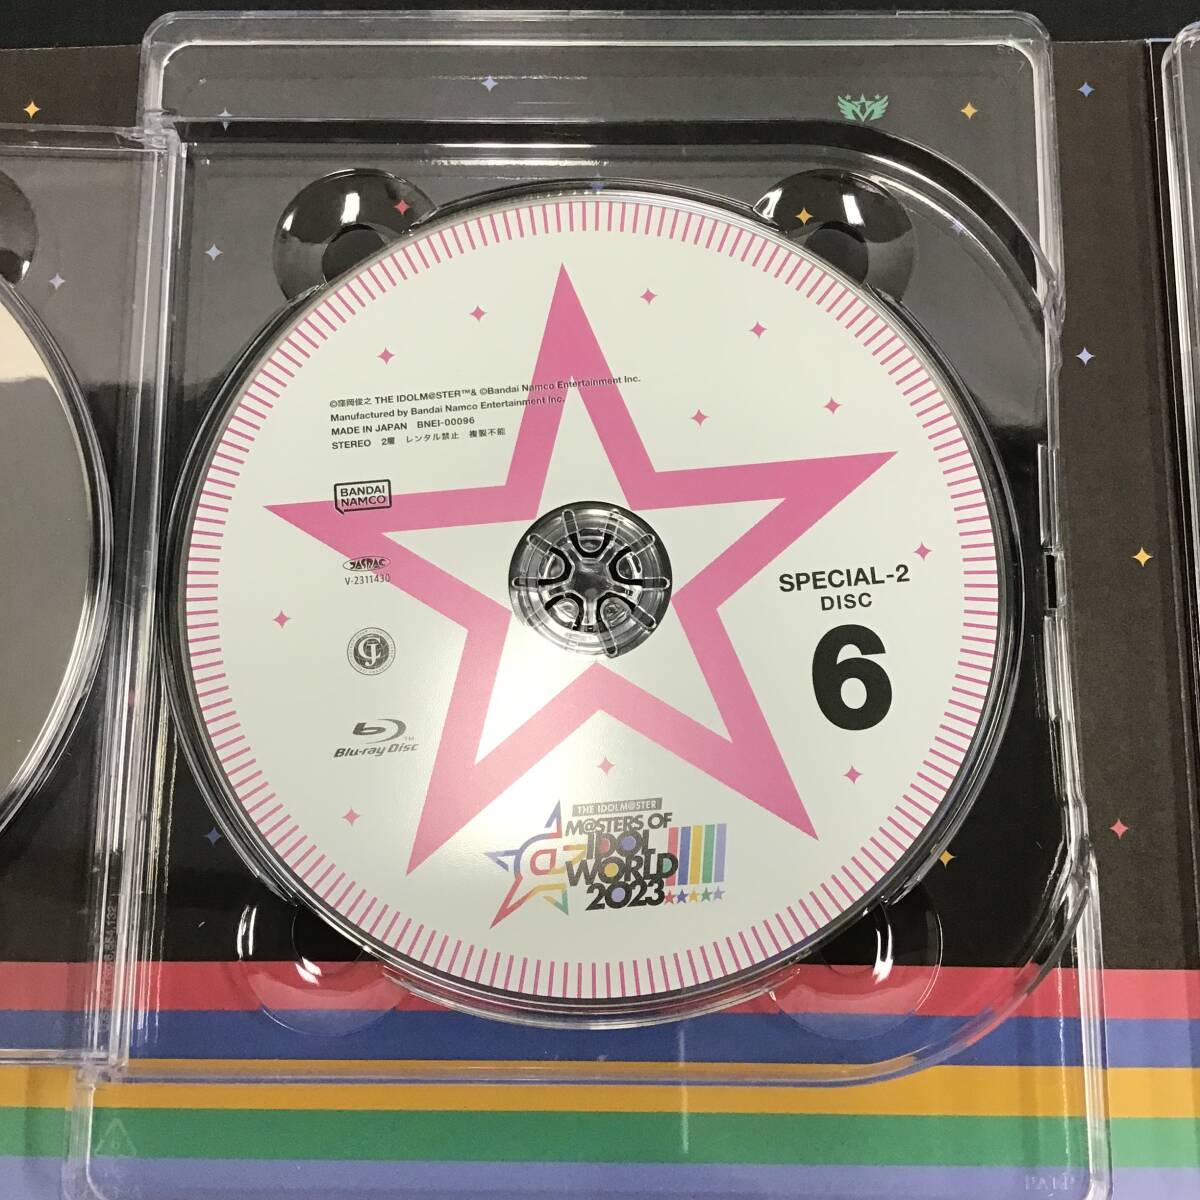 ©窪岡俊之 THE IDOLM@STER™& ©Bandai Namco Entertainment Inc.
Manufactured by Bandai Namco Entertainment Inc.
MADE IN JAPAN BNEI-00096
STEREO 2層 レンタル禁止 複製不能
BANDAI
NAMCO
JASRAC
V-2311430
SPECIAL-2
DISC
6
Blu-ray Disc™
THE IDOLM@STER
M@STERS OF
IDOL
WORLD
2023